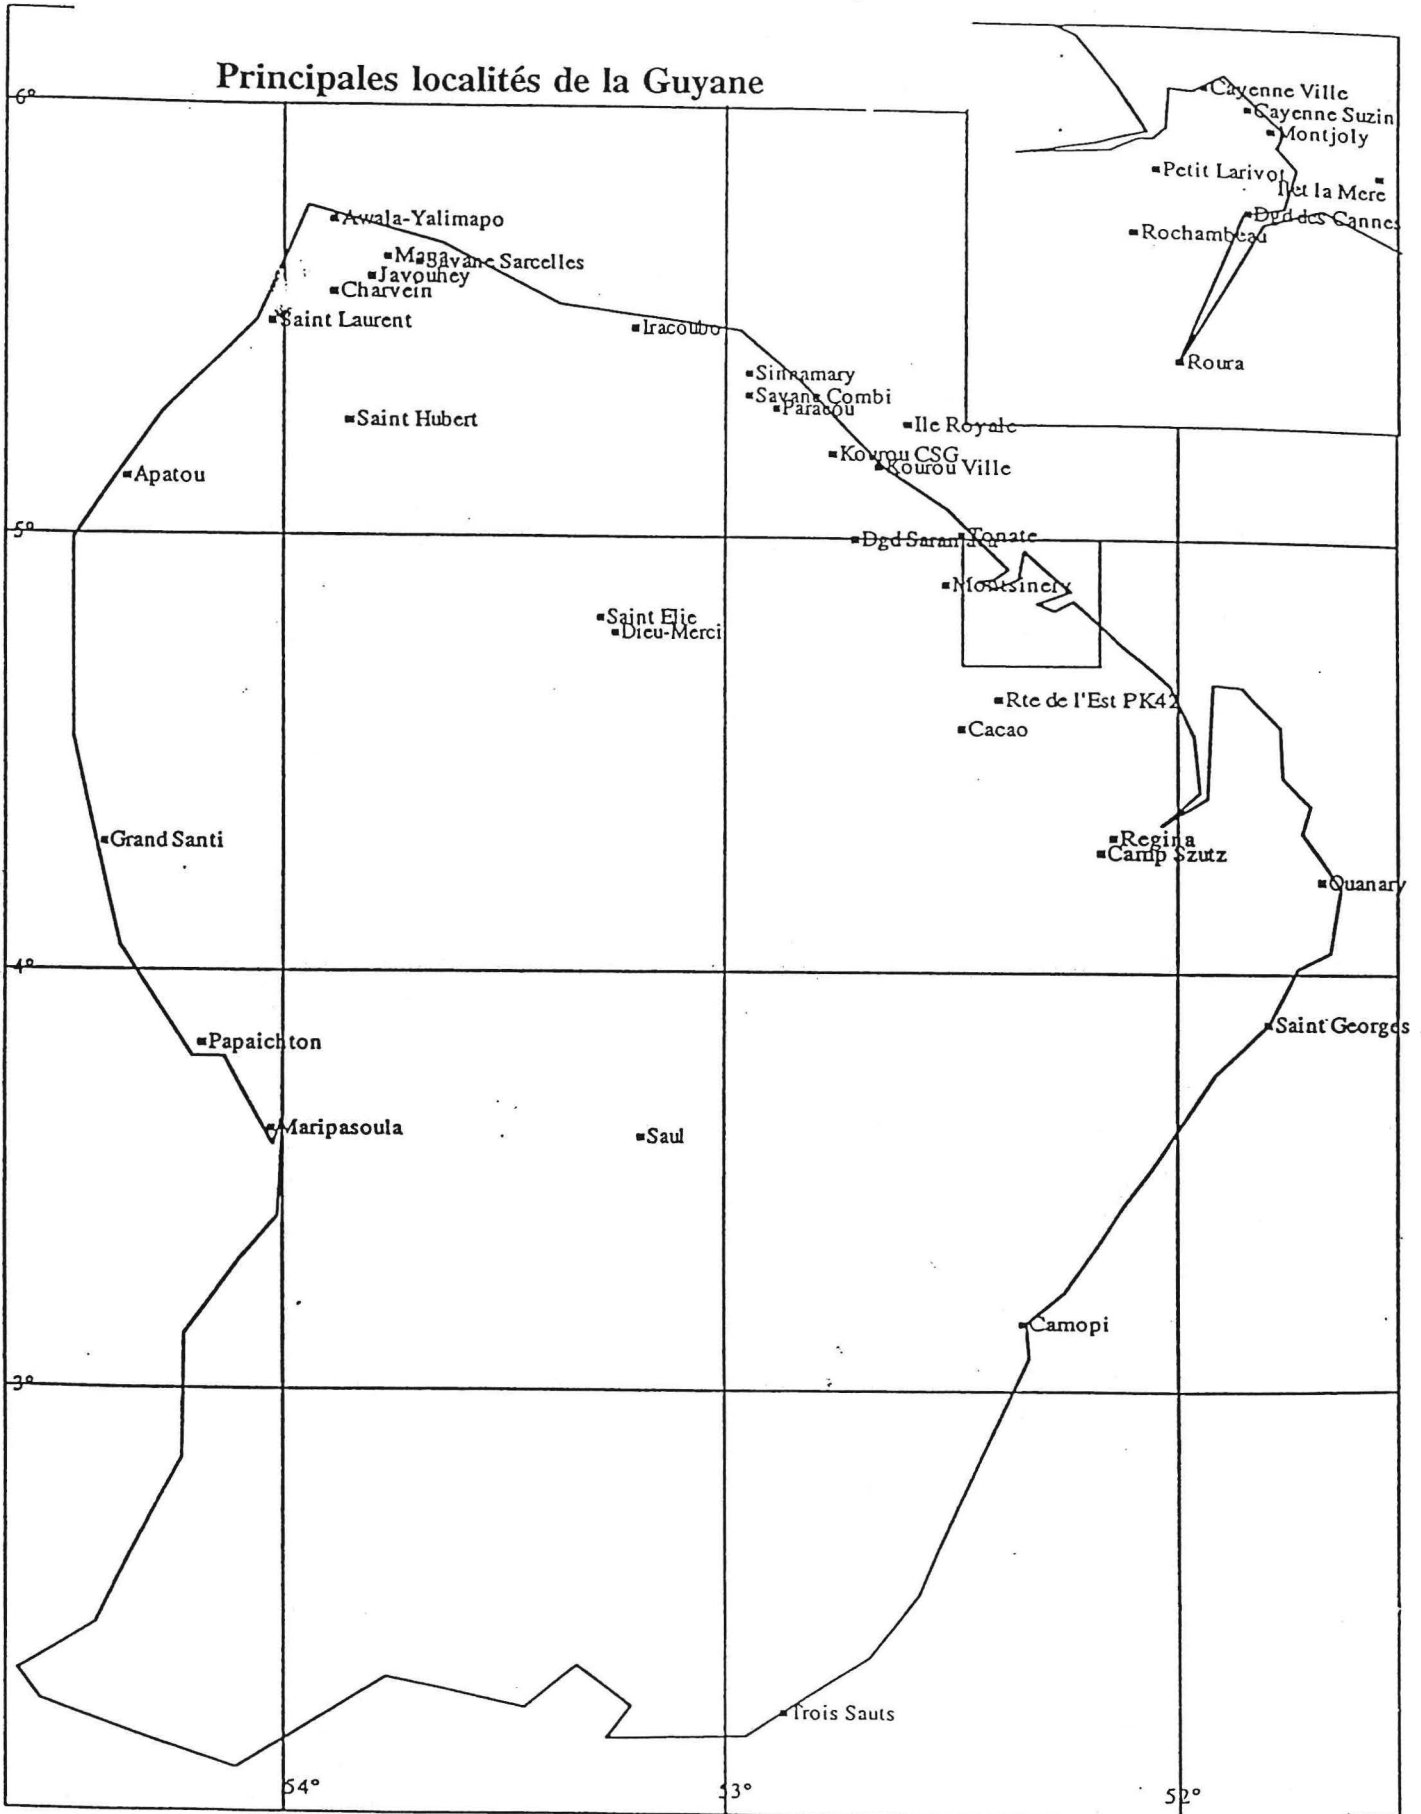 Principales localités de la Guyane
6°
Cayenne Ville
Cayenne Suzin
Montjoly
Petit Larivot
Ilet la Mere
Dgd des Cannes
Rochambeau
Roura
Awala-Yalimapo
Mana
Savane Sarcelles
Javouhey
Charvein
Saint Laurent
Iracoubo
Sinnamary
Savane Combi
Paracou
Saint Hubert
Ile Royale
Kourou CSG
Kourou Ville
Apatou
5°
Tonate
Dgd Saramaca
Montsinery
Saint Elie
Dieu-Merci
Rte de l'Est PK42
Cacao
Grand Santi
Regina
Camp Szutz
Ouanary
4°
Saint Georges
Papaichton
Maripasoula
Saul
Camopi
3°
Trois Sauts
54°
53°
52°